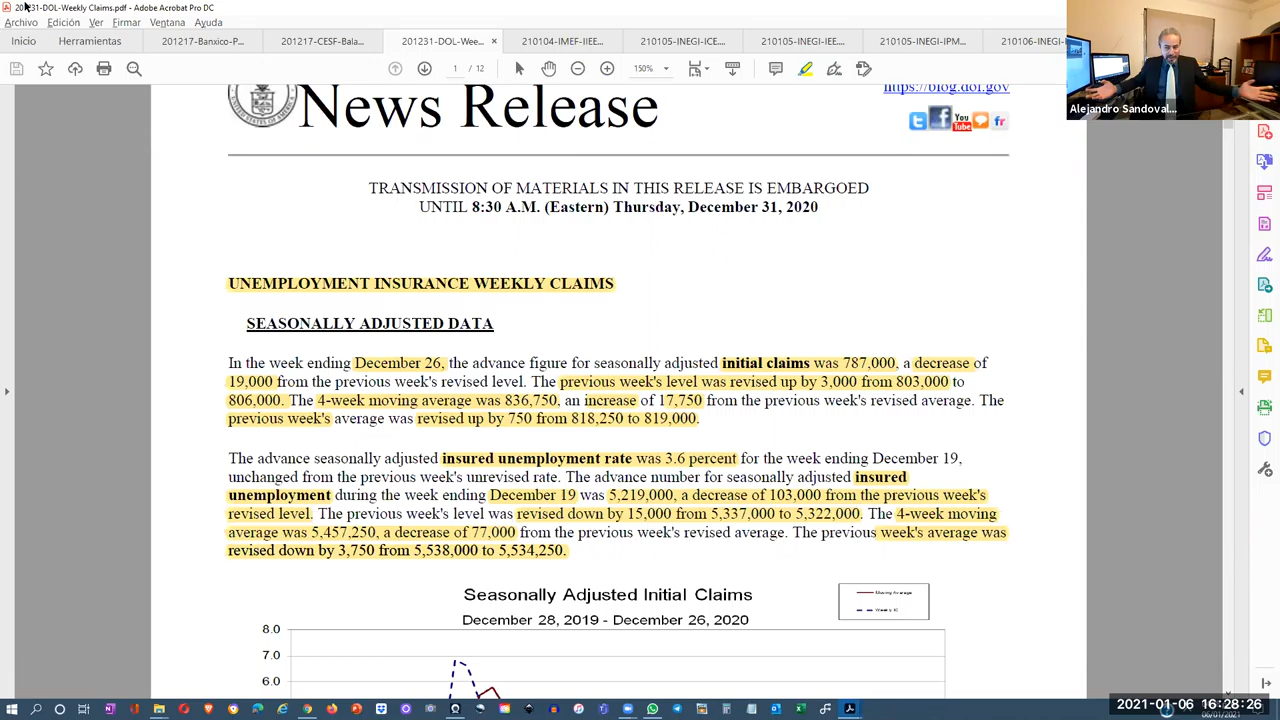 201231-DOL-Weekly Claims.pdf - Adobe Acrobat Pro DC
Archivo Edición Ver Firmar Ventana Ayuda
Inicio Herramientas 201217-Banxico-P... 201217-CESF-Bala... 201231-DOL-Wee... × 210104-IMEF-IIEE... 210105-INEGI-ICE... 210105-INEGI-IEE... 210105-INEGI-IPM... 210106-INEGI-
1 / 12 150%
Alejandro Sandoval...
https://blog.dol.gov
News Release
You Tube
TRANSMISSION OF MATERIALS IN THIS RELEASE IS EMBARGOED
UNTIL 8:30 A.M. (Eastern) Thursday, December 31, 2020
UNEMPLOYMENT INSURANCE WEEKLY CLAIMS
SEASONALLY ADJUSTED DATA
In the week ending December 26, the advance figure for seasonally adjusted initial claims was 787,000, a decrease of
19,000 from the previous week's revised level. The previous week's level was revised up by 3,000 from 803,000 to
806,000. The 4-week moving average was 836,750, an increase of 17,750 from the previous week's revised average. The
previous week's average was revised up by 750 from 818,250 to 819,000.
The advance seasonally adjusted insured unemployment rate was 3.6 percent for the week ending December 19,
unchanged from the previous week's unrevised rate. The advance number for seasonally adjusted insured
unemployment during the week ending December 19 was 5,219,000, a decrease of 103,000 from the previous week's
revised level. The previous week's level was revised down by 15,000 from 5,337,000 to 5,322,000. The 4-week moving
average was 5,457,250, a decrease of 77,000 from the previous week's revised average. The previous week's average was
revised down by 3,750 from 5,538,000 to 5,534,250.
Seasonally Adjusted Initial Claims
December 28, 2019 - December 26, 2020
Moving Average
8.0
7.0
6.0
2021-01-06 16:28:26
06/01/2021